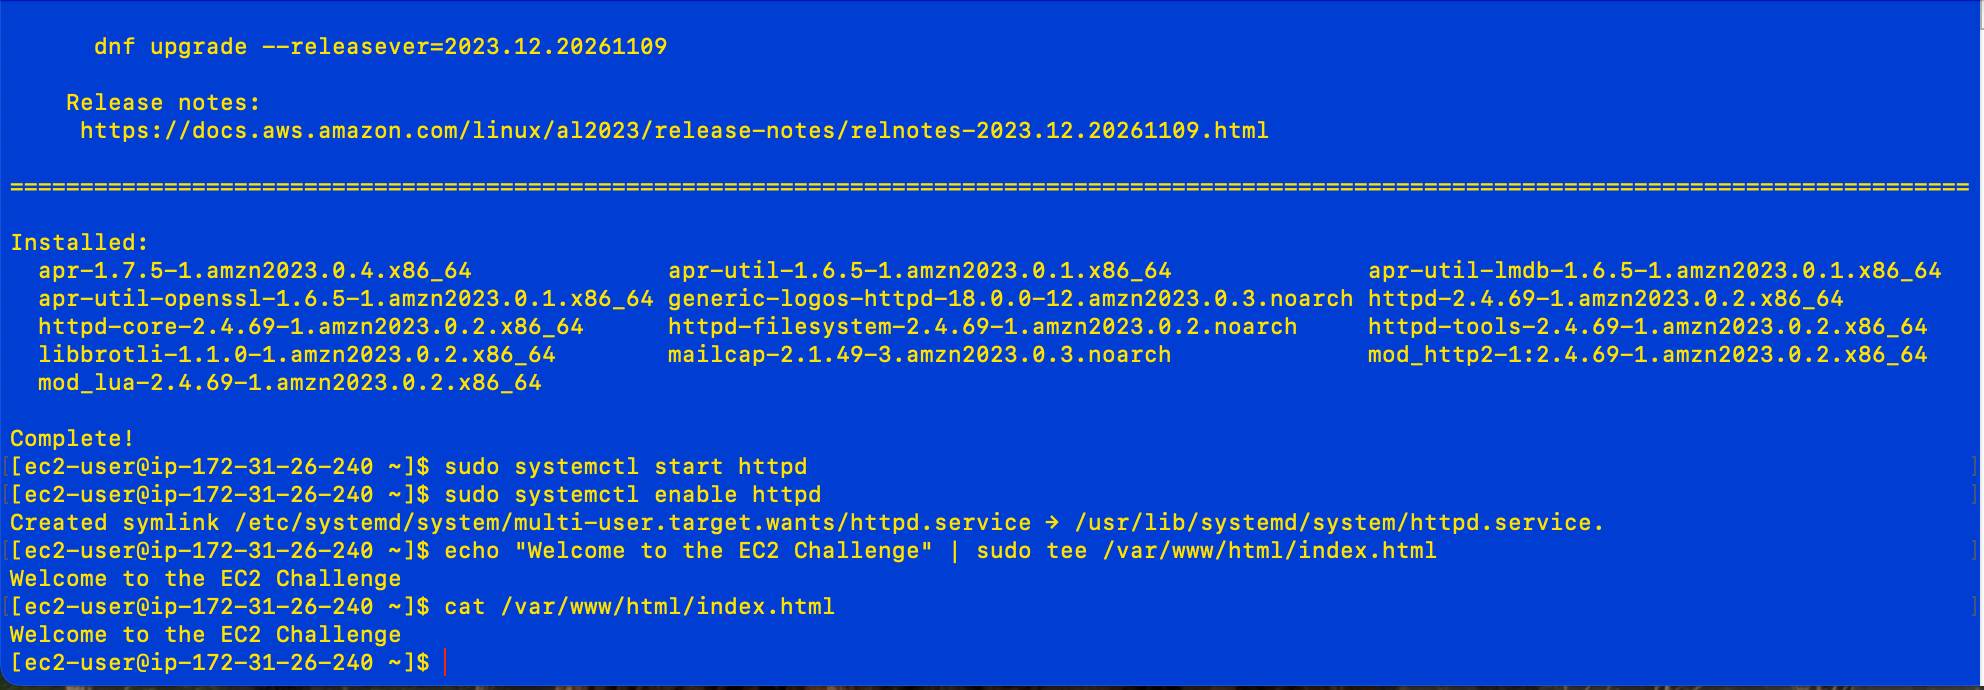 dnf upgrade --releasever=2023.12.20261109
Release notes:
https://docs.aws.amazon.com/linux/al2023/release-notes/relnotes-2023.12.20261109.html
============================================================================================================================================
Installed:
apr-1.7.5-1.amzn2023.0.4.x86_64 apr-util-1.6.5-1.amzn2023.0.1.x86_64 apr-util-lmdb-1.6.5-1.amzn2023.0.1.x86_64
apr-util-openssl-1.6.5-1.amzn2023.0.1.x86_64 generic-logos-httpd-18.0.0-12.amzn2023.0.3.noarch httpd-2.4.69-1.amzn2023.0.2.x86_64
httpd-core-2.4.69-1.amzn2023.0.2.x86_64 httpd-filesystem-2.4.69-1.amzn2023.0.2.noarch httpd-tools-2.4.69-1.amzn2023.0.2.x86_64
libbrotli-1.1.0-1.amzn2023.0.2.x86_64 mailcap-2.1.49-3.amzn2023.0.3.noarch mod_http2-1:2.4.69-1.amzn2023.0.2.x86_64
mod_lua-2.4.69-1.amzn2023.0.2.x86_64
Complete!
[ec2-user@ip-172-31-26-240 ~]$ sudo systemctl start httpd
[ec2-user@ip-172-31-26-240 ~]$ sudo systemctl enable httpd
Created symlink /etc/systemd/system/multi-user.target.wants/httpd.service → /usr/lib/systemd/system/httpd.service.
[ec2-user@ip-172-31-26-240 ~]$ echo "Welcome to the EC2 Challenge" | sudo tee /var/www/html/index.html
Welcome to the EC2 Challenge
[ec2-user@ip-172-31-26-240 ~]$ cat /var/www/html/index.html
Welcome to the EC2 Challenge
[ec2-user@ip-172-31-26-240 ~]$